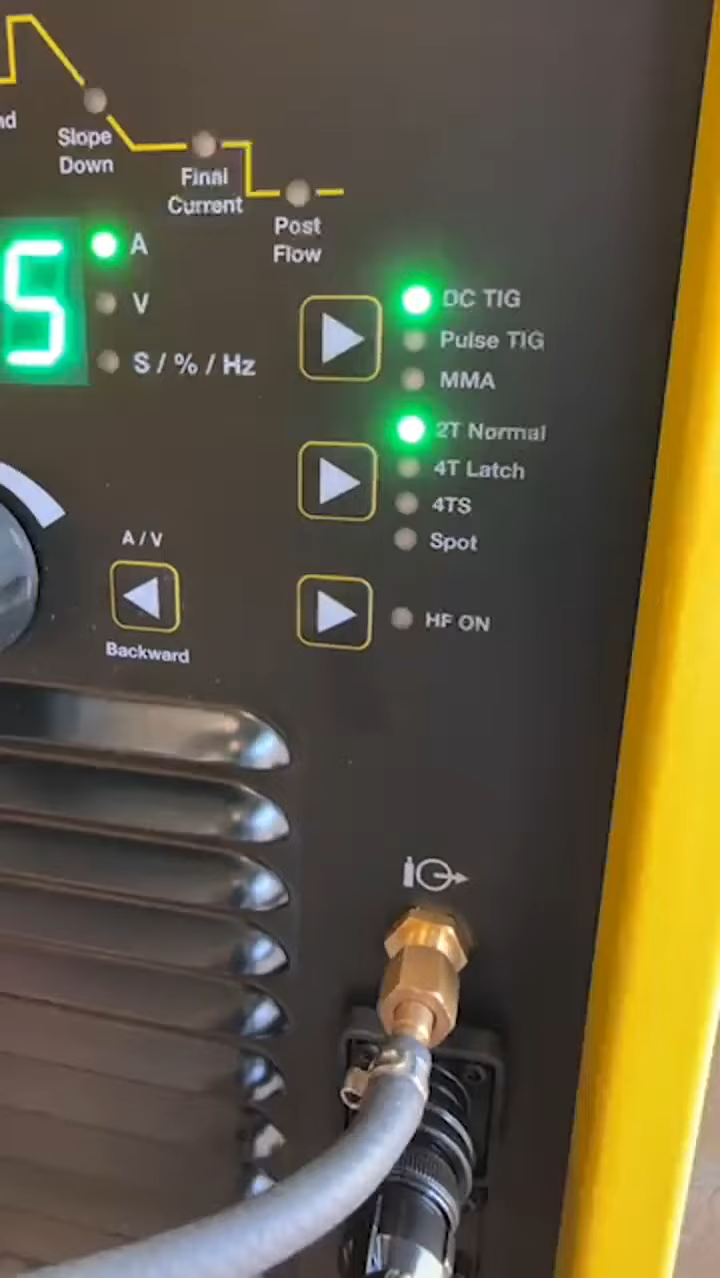 Slope
Down
Final
Current
Post
Flow
5
A
V
S / % / Hz
DC TIG
Pulse TIG
MMA
2T Normal
4T Latch
4TS
Spot
A / V
Backward
HF ON